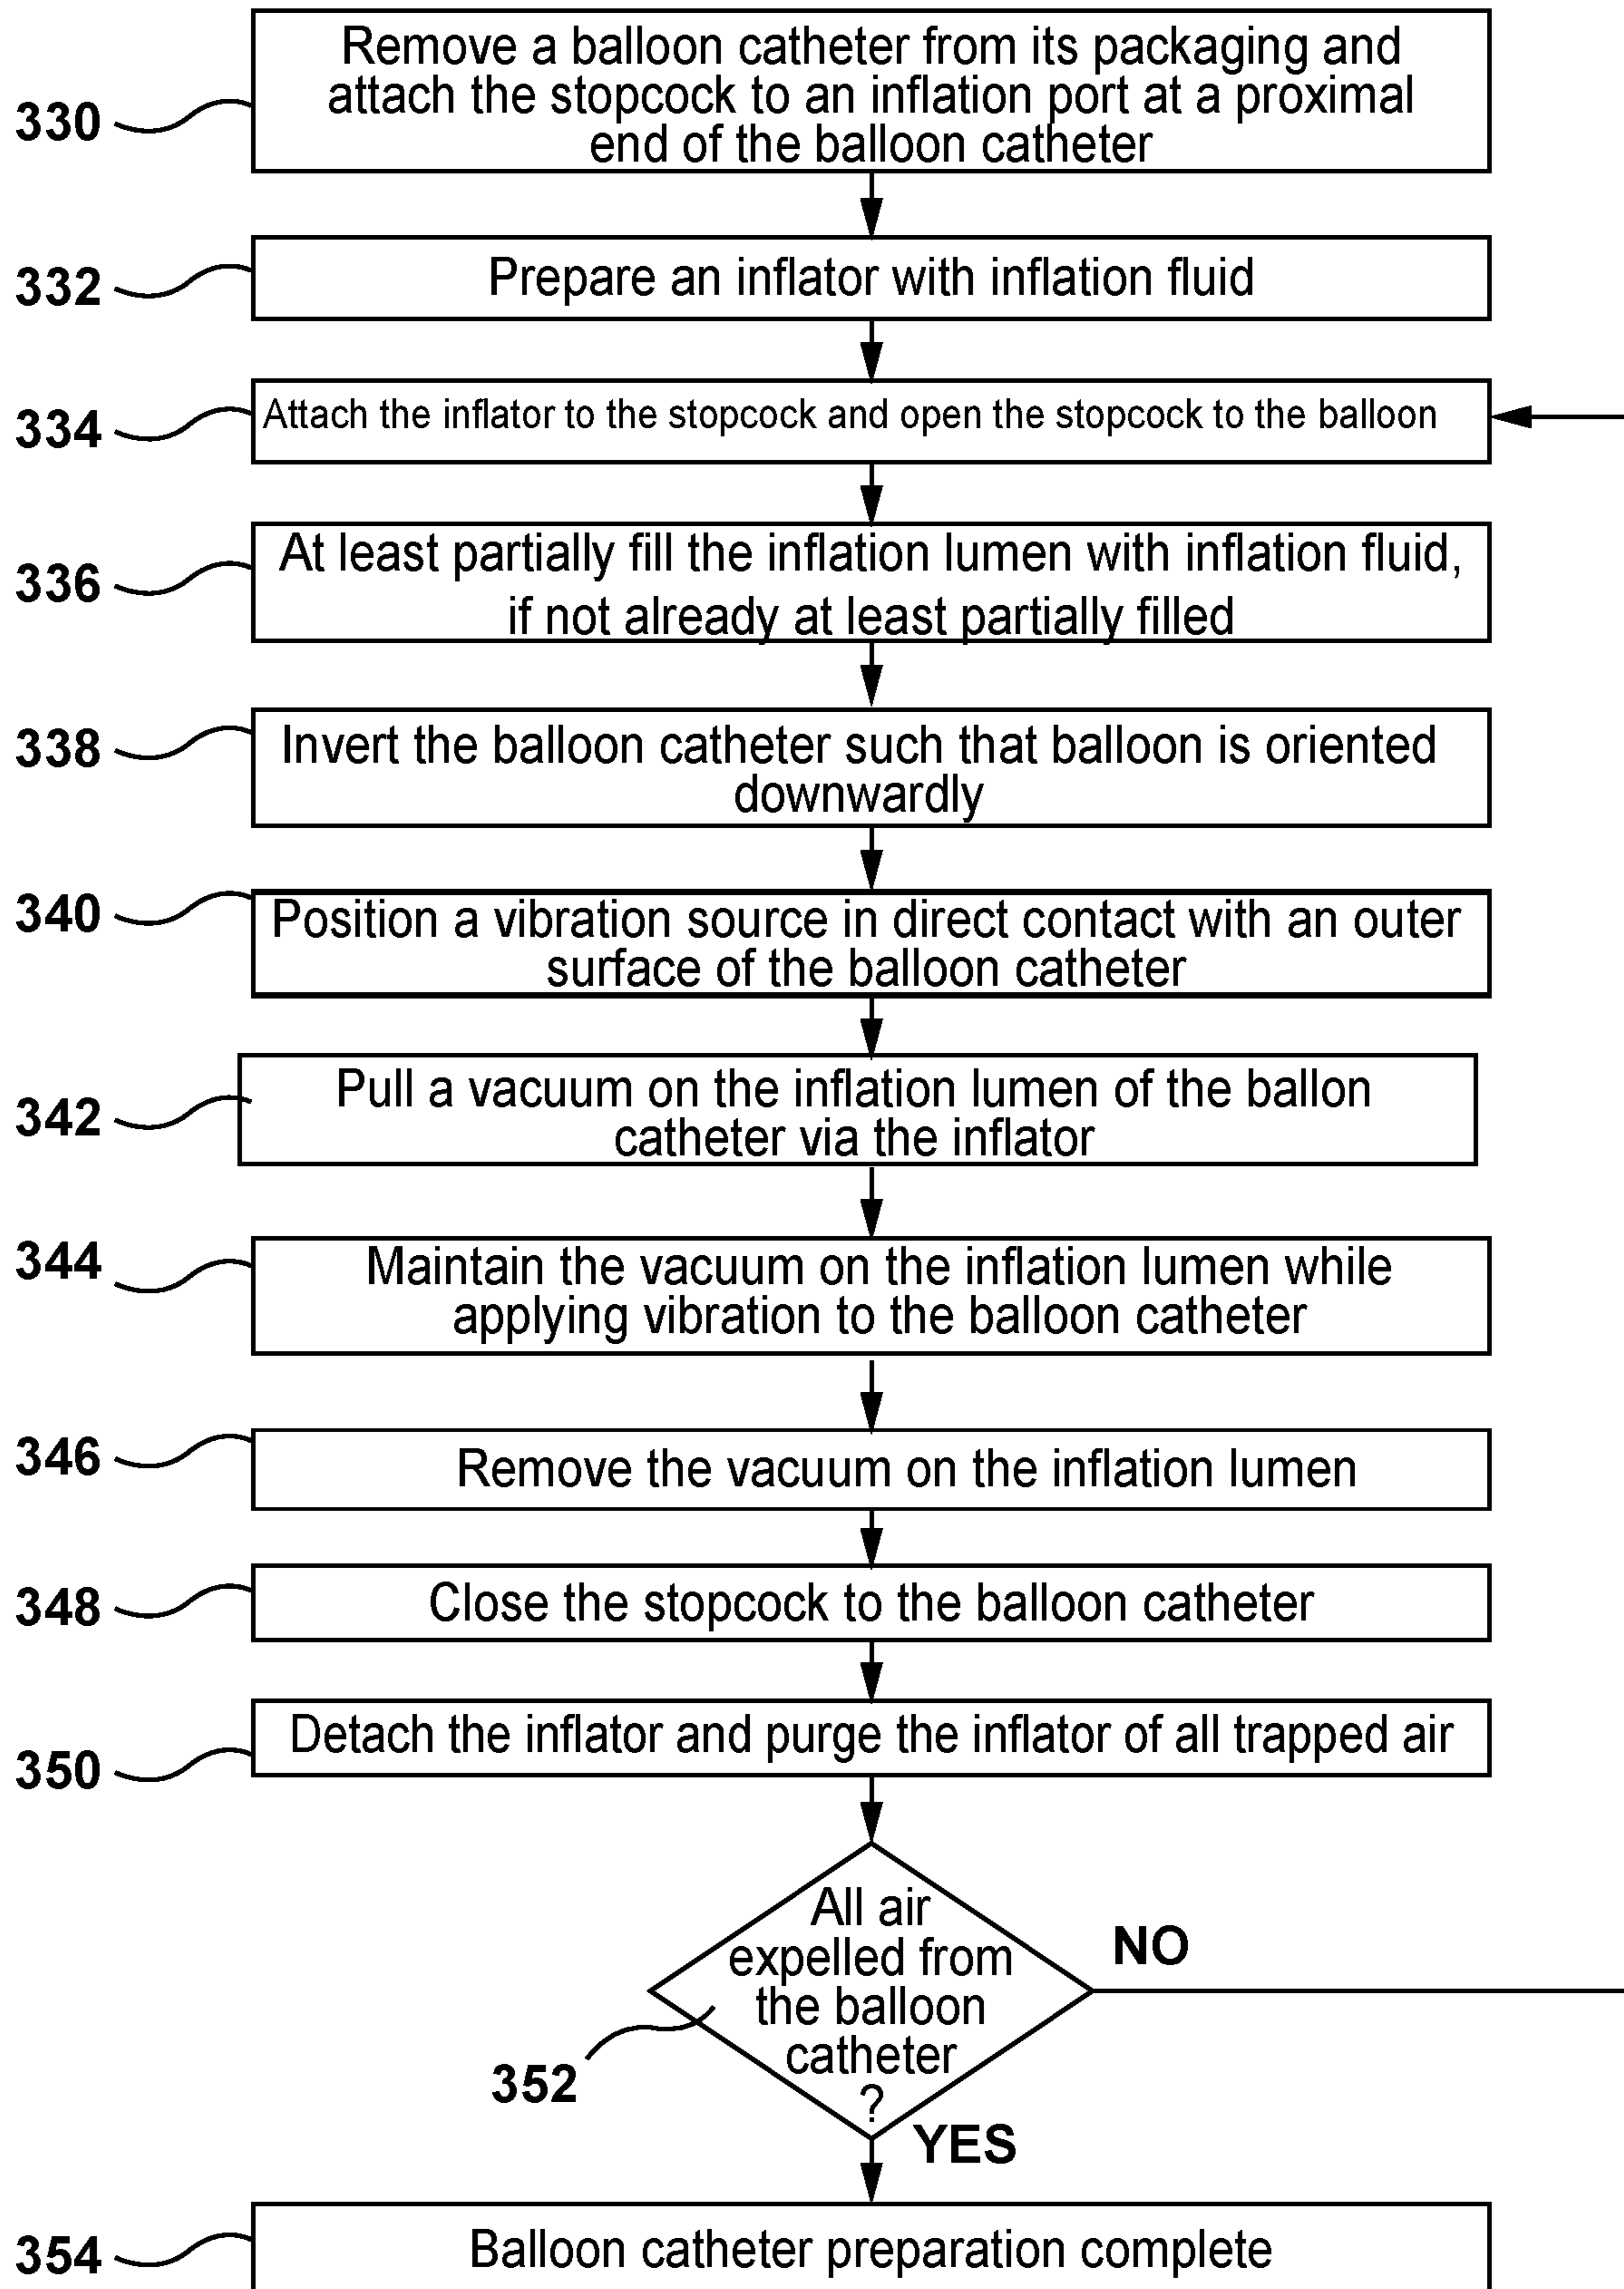 330
Remove a balloon catheter from its packaging and
attach the stopcock to an inflation port at a proximal
end of the balloon catheter
332
Prepare an inflator with inflation fluid
334
Attach the inflator to the stopcock and open the stopcock to the balloon
336
At least partially fill the inflation lumen with inflation fluid,
if not already at least partially filled
338
Invert the balloon catheter such that balloon is oriented
downwardly
340
Position a vibration source in direct contact with an outer
surface of the balloon catheter
342
Pull a vacuum on the inflation lumen of the ballon
catheter via the inflator
344
Maintain the vacuum on the inflation lumen while
applying vibration to the balloon catheter
346
Remove the vacuum on the inflation lumen
348
Close the stopcock to the balloon catheter
350
Detach the inflator and purge the inflator of all trapped air
All air
expelled from
the balloon
catheter
?
NO
352
YES
354
Balloon catheter preparation complete